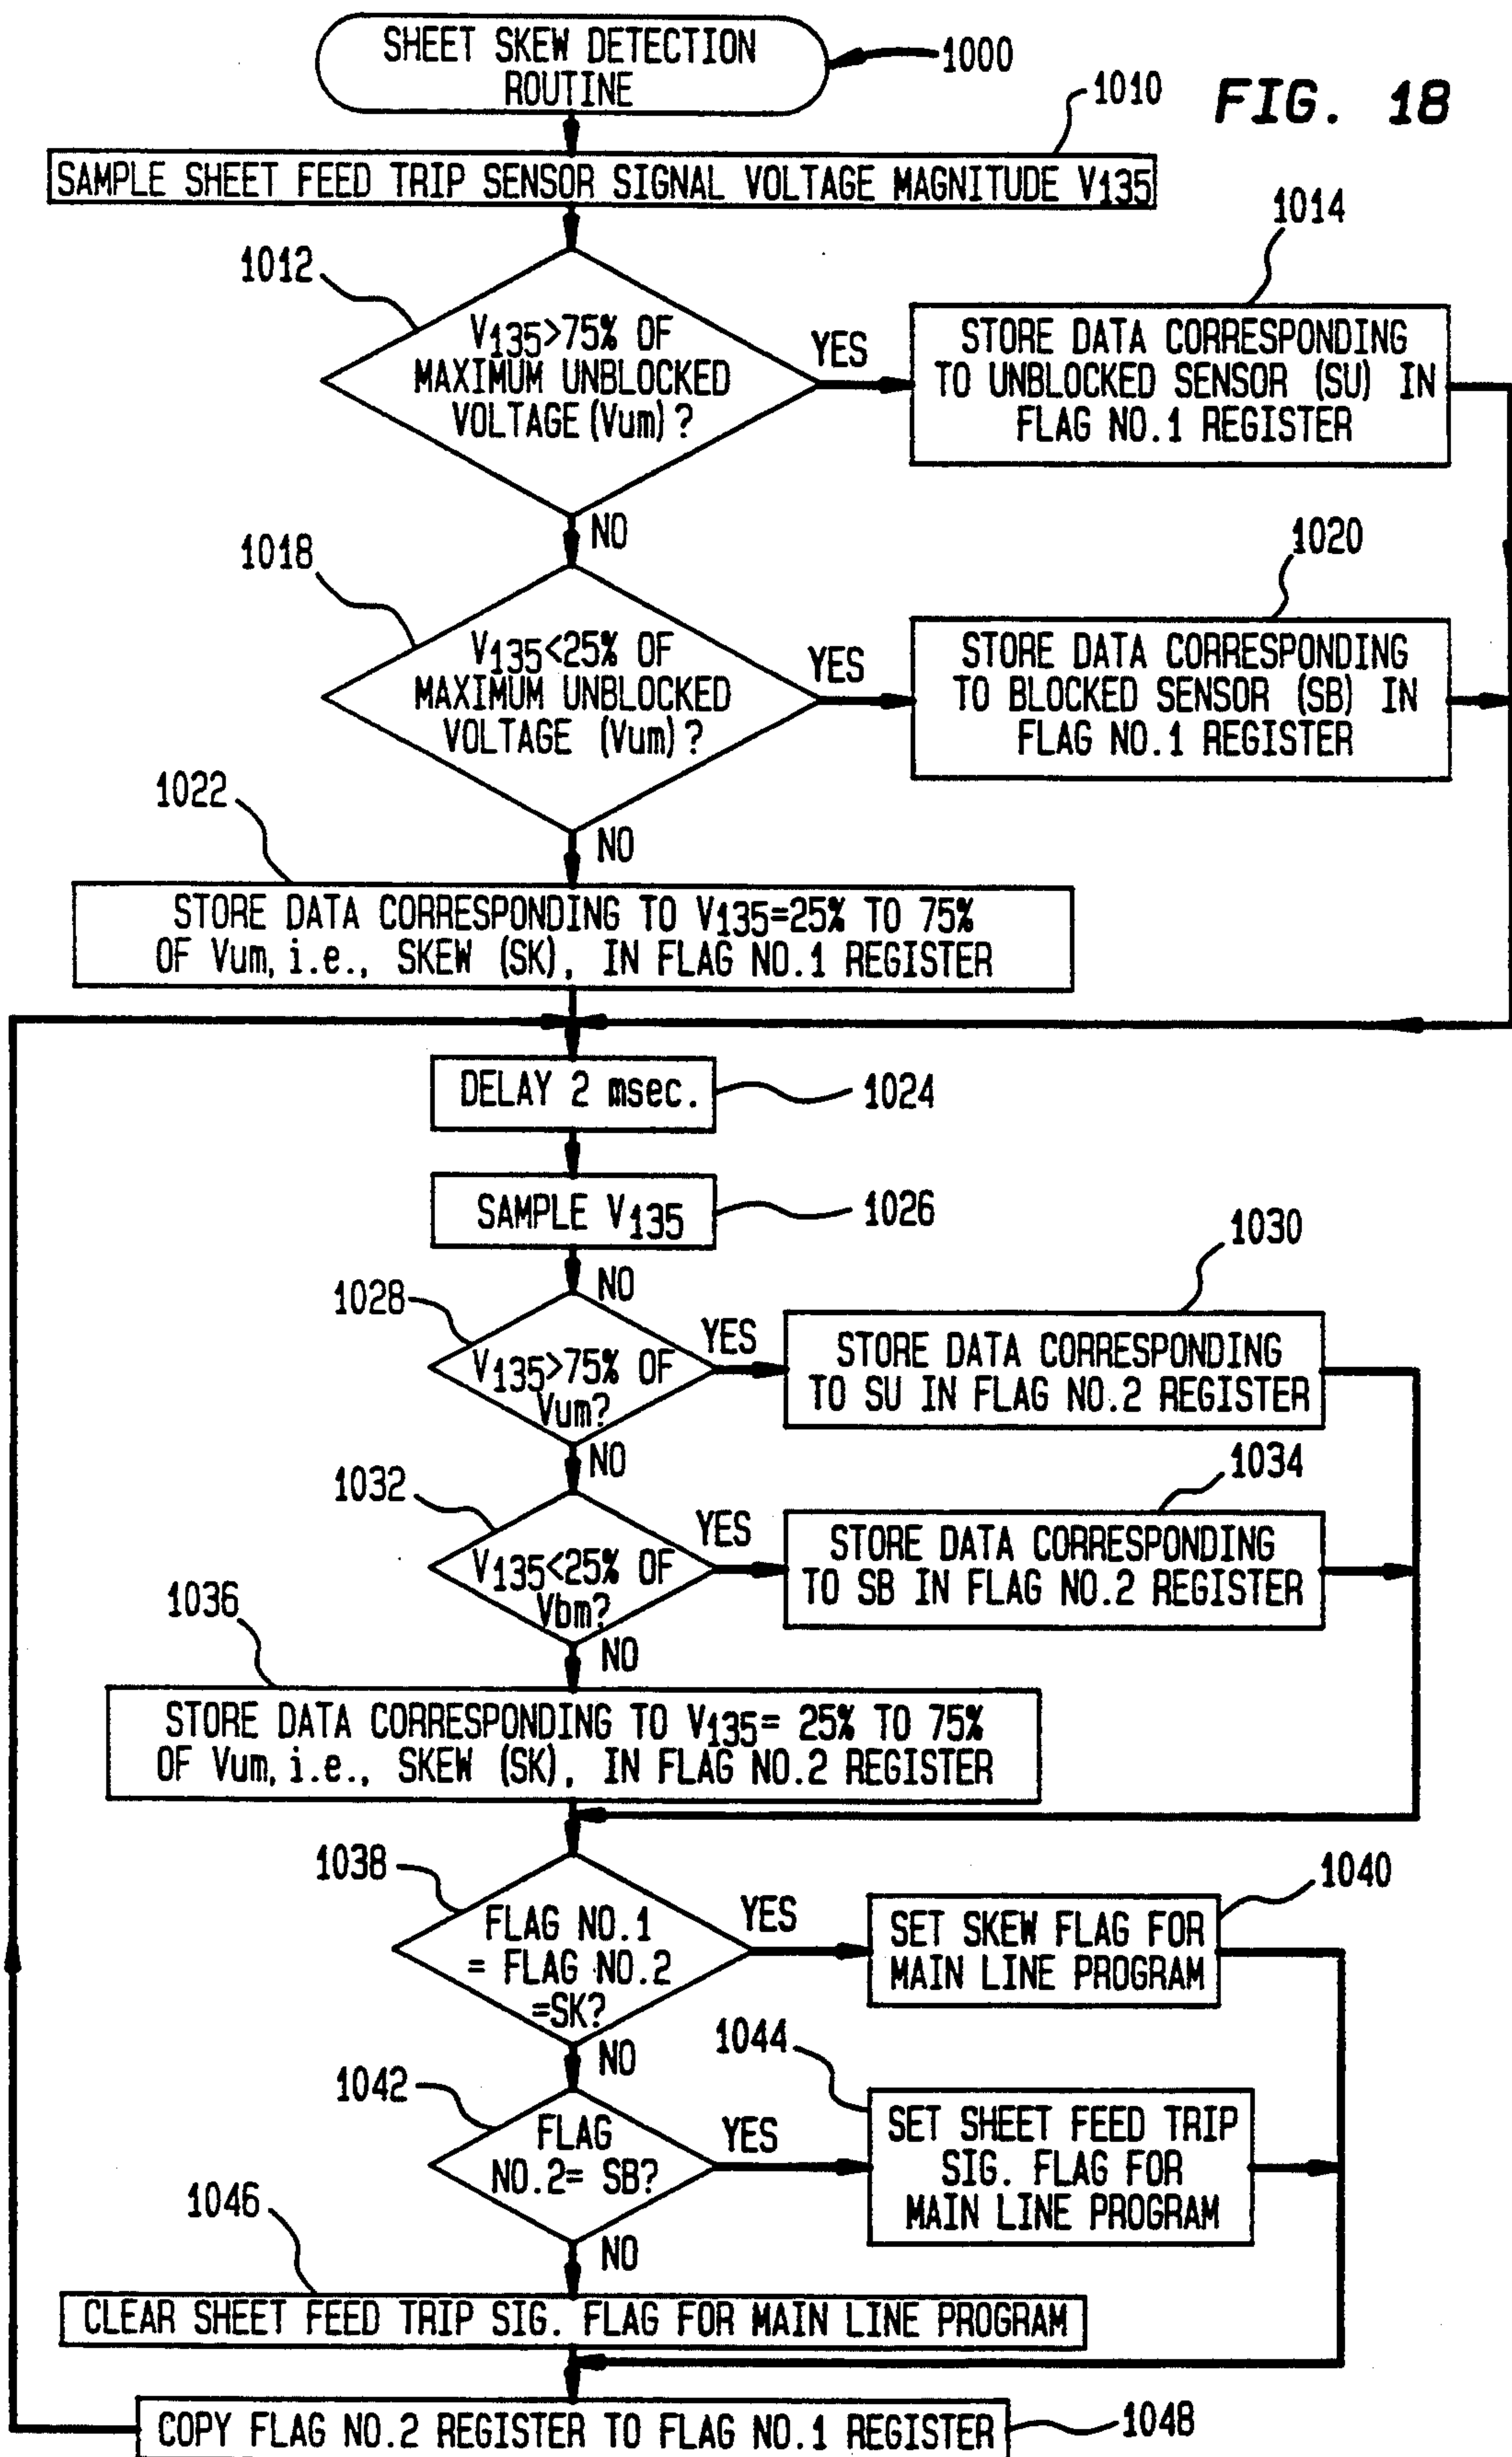 SHEET SKEW DETECTION
ROUTINE
1000
FIG. 18
1010
SAMPLE SHEET FEED TRIP SENSOR SIGNAL VOLTAGE MAGNITUDE V135
1012
V135>75% OF
MAXIMUM UNBLOCKED
VOLTAGE (Vum)?
YES
1014
STORE DATA CORRESPONDING
TO UNBLOCKED SENSOR (SU) IN
FLAG NO.1 REGISTER
NO
1018
V135<25% OF
MAXIMUM UNBLOCKED
VOLTAGE (Vum)?
YES
1020
STORE DATA CORRESPONDING
TO BLOCKED SENSOR (SB) IN
FLAG NO.1 REGISTER
NO
1022
STORE DATA CORRESPONDING TO V135=25% TO 75%
OF Vum, i.e., SKEW (SK), IN FLAG NO.1 REGISTER
DELAY 2 msec.
1024
SAMPLE V135
1026
NO
1028
V135>75% OF
Vum?
YES
1030
STORE DATA CORRESPONDING
TO SU IN FLAG NO.2 REGISTER
NO
1032
V135<25% OF
Vbm?
YES
1034
STORE DATA CORRESPONDING
TO SB IN FLAG NO.2 REGISTER
NO
1036
STORE DATA CORRESPONDING TO V135= 25% TO 75%
OF Vum, i.e., SKEW (SK), IN FLAG NO.2 REGISTER
1038
FLAG NO.1
= FLAG NO.2
=SK?
YES
1040
SET SKEW FLAG FOR
MAIN LINE PROGRAM
NO
1042
FLAG
NO.2= SB?
YES
1044
SET SHEET FEED TRIP
SIG. FLAG FOR
MAIN LINE PROGRAM
NO
1046
CLEAR SHEET FEED TRIP SIG. FLAG FOR MAIN LINE PROGRAM
COPY FLAG NO.2 REGISTER TO FLAG NO.1 REGISTER
1048